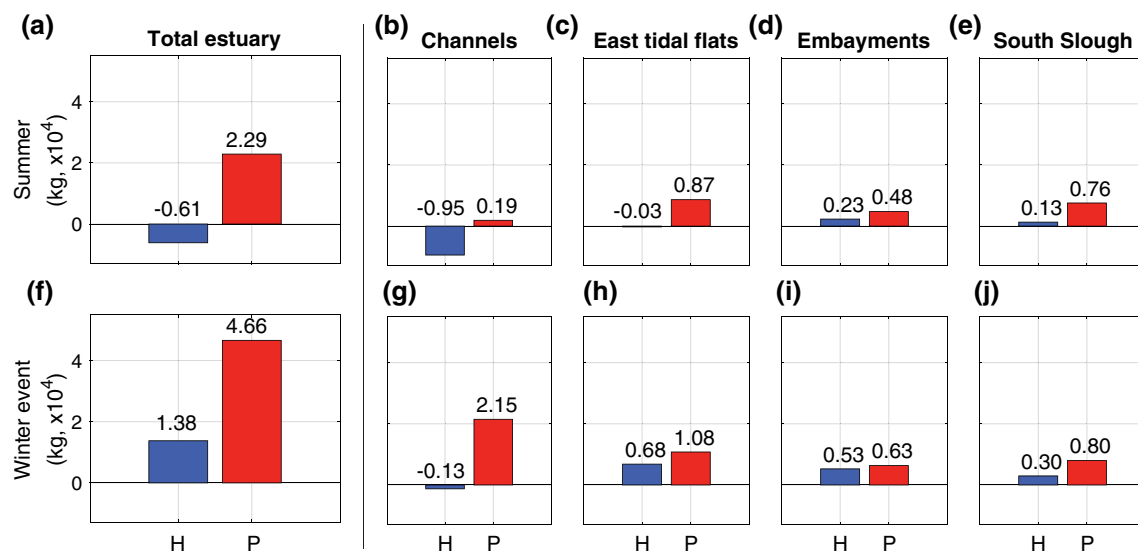 (a) (b) (c) (d) (e)
Total estuary Channels East tidal flats Embayments South Slough
Summer
(kg, x10⁴)
4
2
0
-0.61 2.29
-0.95 0.19
-0.03 0.87
0.23 0.48
0.13 0.76
(f) (g) (h) (i) (j)
Winter event
(kg, x10⁴)
4
2
0
1.38 4.66
-0.13 2.15
0.68 1.08
0.53 0.63
0.30 0.80
H P H P H P H P H P